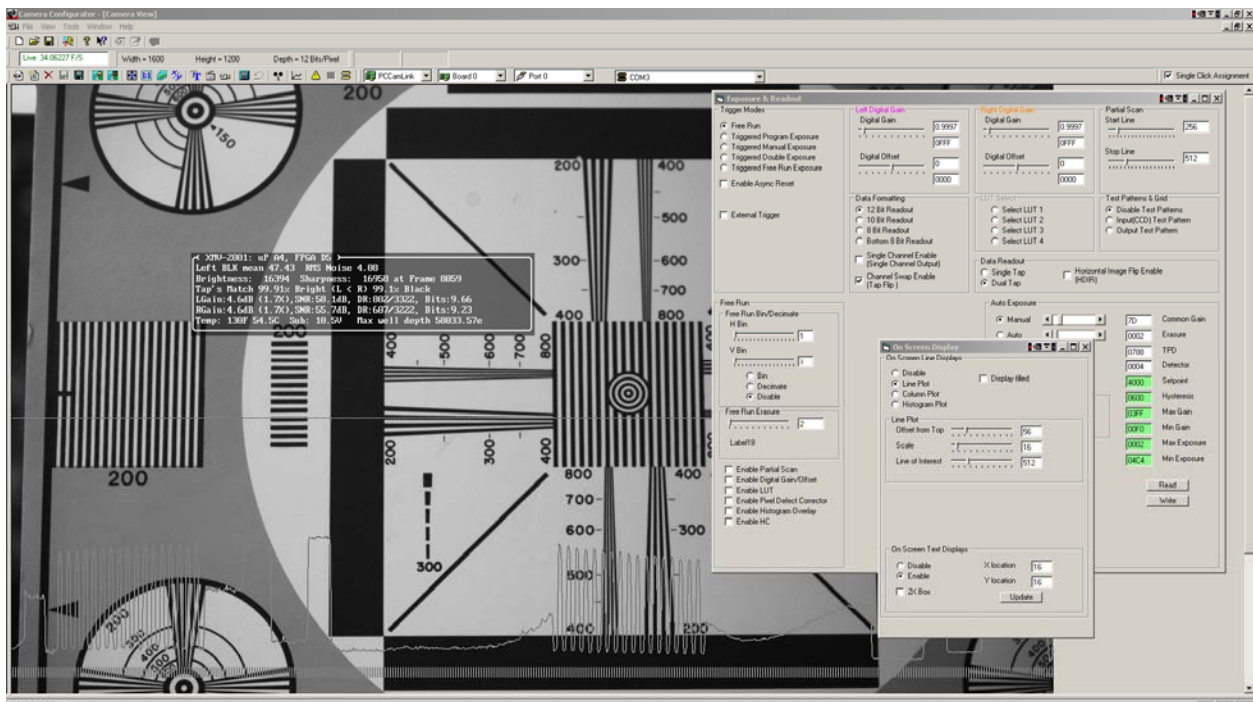 Camera Configurator - [Camera View]
File View Tools Window Help
Live 34.06227 F/S
Width = 1600
Height = 1200
Depth = 12 Bits/Pixel
PCCamLink
Board 0
Port 0
COM3
Single Click Assignment
200
150
200
400
300
500
600
700
400
800
XMV-2001: uP A4, FPGA D5
Left BLK mean 47.43 RMS Noise 4.08
Brightness: 16394 Sharpness: 16958 at Frame 8059
Tap's Match 99.91% Bright (L < R) 99.1% Black
LGain:4.6dB (1.7X),SNR:58.1dB, DR:802/3322, Bits:9.66
RGain:4.6dB (1.7X),SNR:55.7dB, DR:607/3222, Bits:9.23
Temp: 130F 54.5C Sub: 10.5V Max well depth 58033.57e
200
400
500
600
700
800
200
200
300
400
300
800
400
700
600
300
500
400
200
200
300
400
500
400
Exposure & Readout
Trigger Modes
Free Run
Triggered Program Exposure
Triggered Manual Exposure
Triggered Double Exposure
Triggered Free Run Exposure
Enable Async Reset
External Trigger
Left Digital Gain
Digital Gain
0.9997
0FFF
Digital Offset
0
0000
Right Digital Gain
Digital Gain
0.9997
0FFF
Digital Offset
0
0000
Partial Scan
Start Line
256
Stop Line
512
Data Formatting
12 Bit Readout
10 Bit Readout
8 Bit Readout
Bottom 8 Bit Readout
Single Channel Enable
(Single Channel Output)
Channel Swap Enable
(Tap Flip )
LUT Select
Select LUT 1
Select LUT 2
Select LUT 3
Select LUT 4
Test Patterns & Grid
Disable Test Patterns
Input(CCD) Test Pattern
Output Test Pattern
Data Readout
Single Tap
Dual Tap
Horizontal Image Flip Enable
(HDIR)
Free Run
Free Run Bin/Decimate
H Bin
1
V Bin
1
Bin
Decimate
Disable
Free Run Erasure
2
Label18
Enable Partial Scan
Enable Digital Gain/Offset
Enable LUT
Enable Pixel Defect Corrector
Enable Histogram Overlay
Enable HC
Auto Exposure
Manual
Auto
7D Common Gain
0002 Erasure
0788 TPD
0004 Detector
4000 Setpoint
0600 Hysteresis
03FF Max Gain
00F0 Min Gain
0002 Max Exposure
04C4 Min Exposure
Read
Write
On Screen Display
On Screen Line Displays
Disable
Line Plot
Column Plot
Histogram Plot
Display filled
Line Plot
Offset from Top
56
Scale
16
Line of Interest
512
On Screen Text Displays
Disable
Enable
2X Box
X location
16
Y location
16
Update